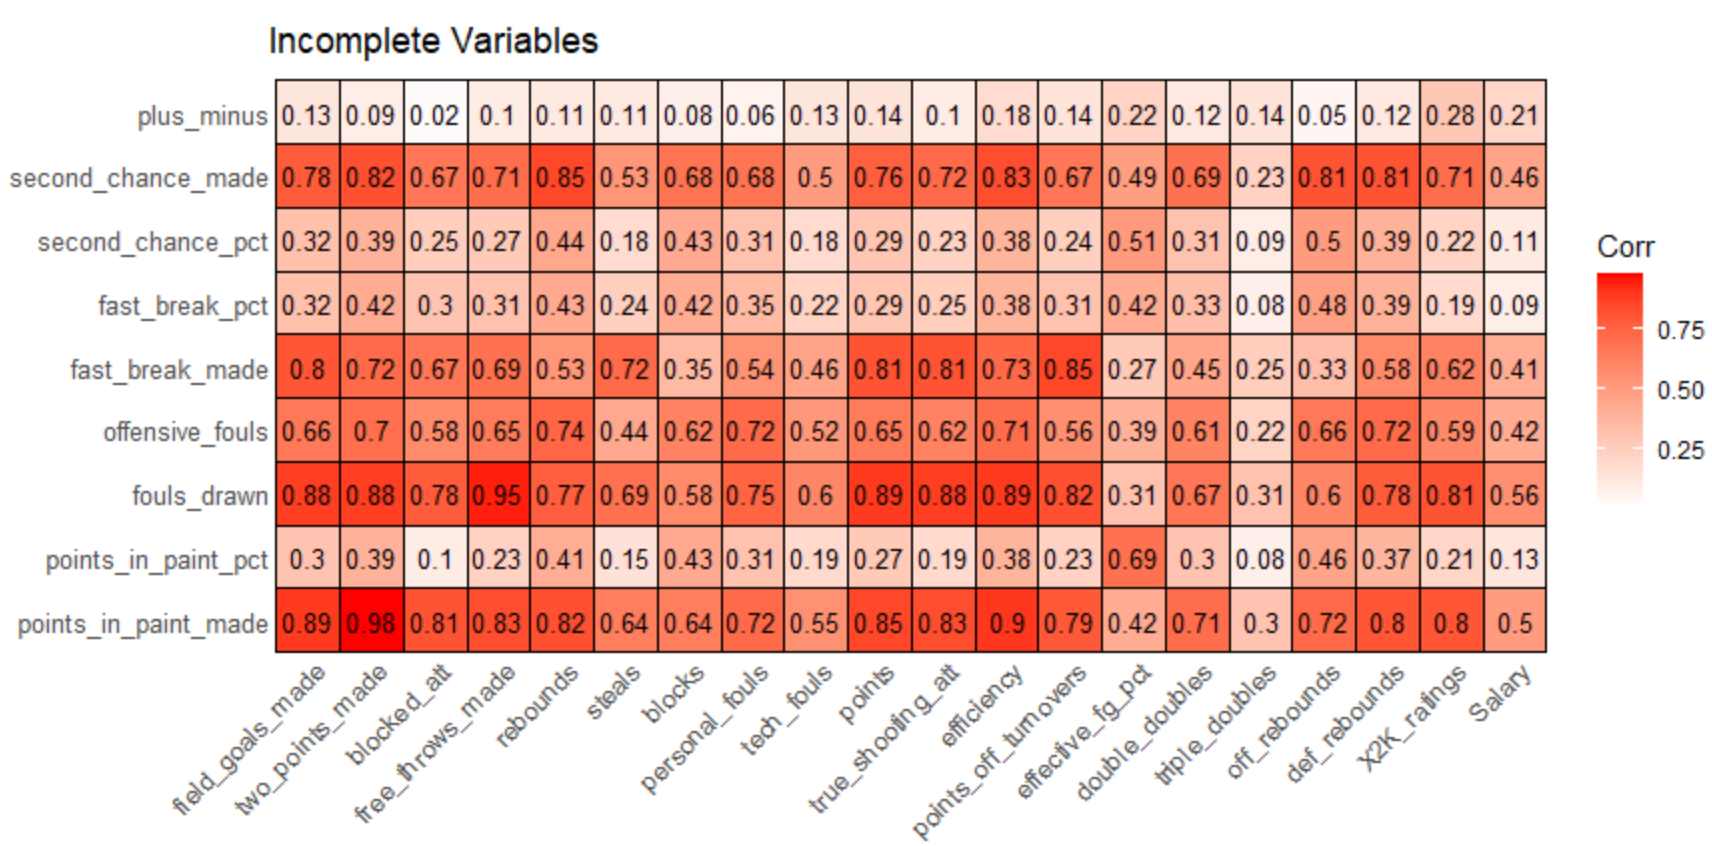 Incomplete Variables
plus_minus 0.13 0.09 0.02 0.1 0.11 0.11 0.08 0.06 0.13 0.14 0.1 0.18 0.14 0.22 0.12 0.14 0.05 0.12 0.28 0.21
second_chance_made 0.78 0.82 0.67 0.71 0.85 0.53 0.68 0.68 0.5 0.76 0.72 0.83 0.67 0.49 0.69 0.23 0.81 0.81 0.71 0.46
second_chance_pct 0.32 0.39 0.25 0.27 0.44 0.18 0.43 0.31 0.18 0.29 0.23 0.38 0.24 0.51 0.31 0.09 0.5 0.39 0.22 0.11
fast_break_pct 0.32 0.42 0.3 0.31 0.43 0.24 0.42 0.35 0.22 0.29 0.25 0.38 0.31 0.42 0.33 0.08 0.48 0.39 0.19 0.09
fast_break_made 0.8 0.72 0.67 0.69 0.53 0.72 0.35 0.54 0.46 0.81 0.81 0.73 0.85 0.27 0.45 0.25 0.33 0.58 0.62 0.41
offensive_fouls 0.66 0.7 0.58 0.65 0.74 0.44 0.62 0.72 0.52 0.65 0.62 0.71 0.56 0.39 0.61 0.22 0.66 0.72 0.59 0.42
fouls_drawn 0.88 0.88 0.78 0.95 0.77 0.69 0.58 0.75 0.6 0.89 0.88 0.89 0.82 0.31 0.67 0.31 0.6 0.78 0.81 0.56
points_in_paint_pct 0.3 0.39 0.1 0.23 0.41 0.15 0.43 0.31 0.19 0.27 0.19 0.38 0.23 0.69 0.3 0.08 0.46 0.37 0.21 0.13
points_in_paint_made 0.89 0.98 0.81 0.83 0.82 0.64 0.64 0.72 0.55 0.85 0.83 0.9 0.79 0.42 0.71 0.3 0.72 0.8 0.8 0.5
field_goals_made
two_points_made
blocked_att
free_throws_made
rebounds
steals
blocks
personal_fouls
tech_fouls
points
true_shooting_att
efficiency
points_off_turnovers
effective_fg_pct
double_doubles
triple_doubles
off_rebounds
def_rebounds
X2K_ratings
Salary
Corr
0.75
0.50
0.25